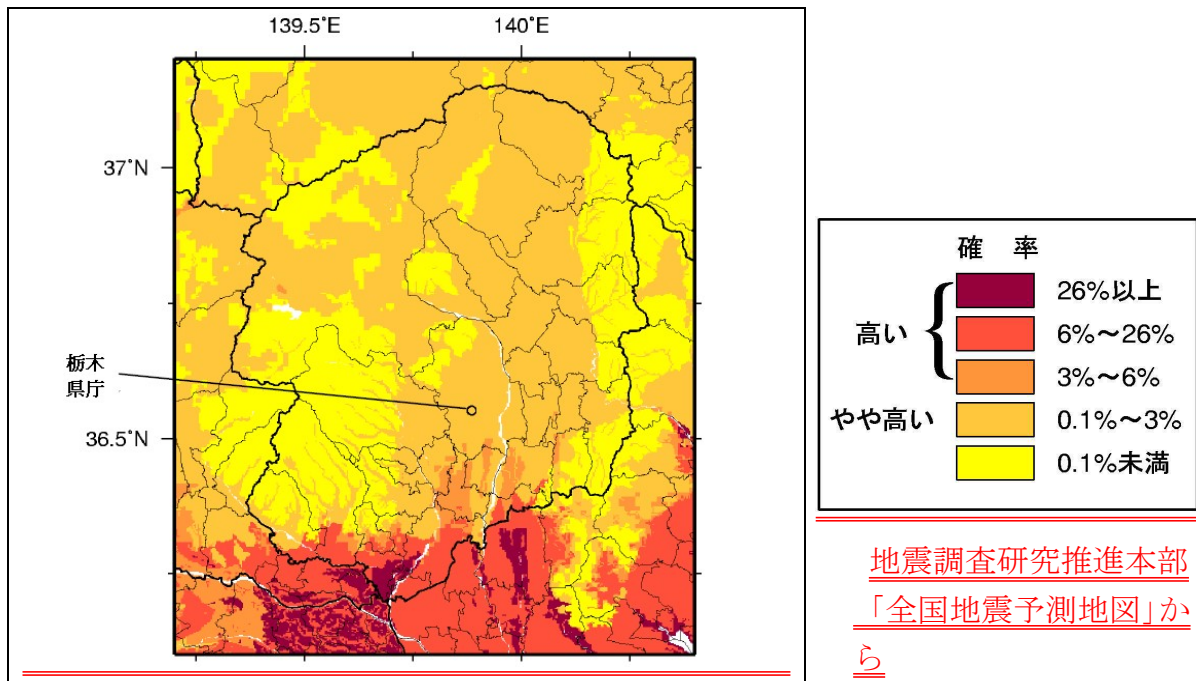 139.5˚E 140˚E
37˚N
栃木
県庁
36.5˚N
確 率
26%以上
高い 6%～26%
3%～6%
やや高い 0.1%～3%
0.1%未満
地震調査研究推進本部
「全国地震予測地図」か
ら